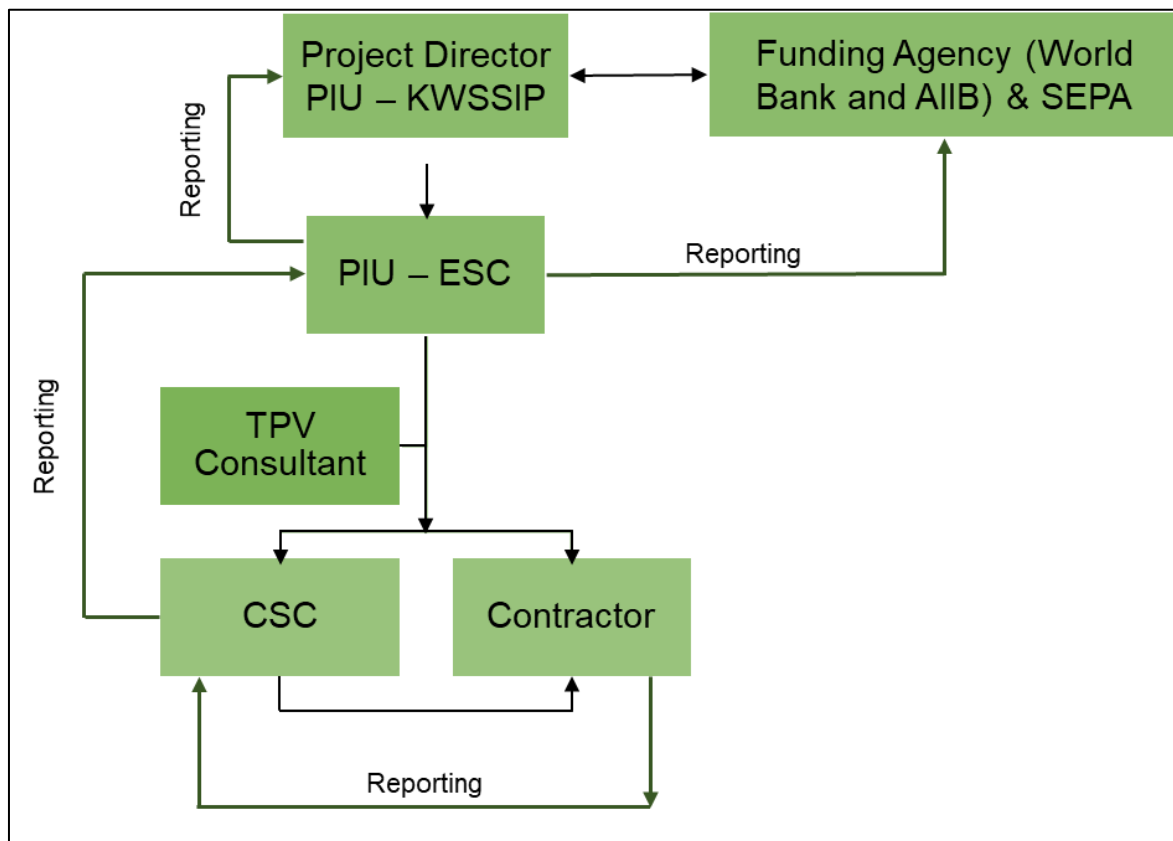 Project Director
PIU – KWSSIP
Funding Agency (World
Bank and AIIB) & SEPA
Reporting
PIU – ESC
Reporting
Reporting
TPV
Consultant
CSC
Contractor
Reporting